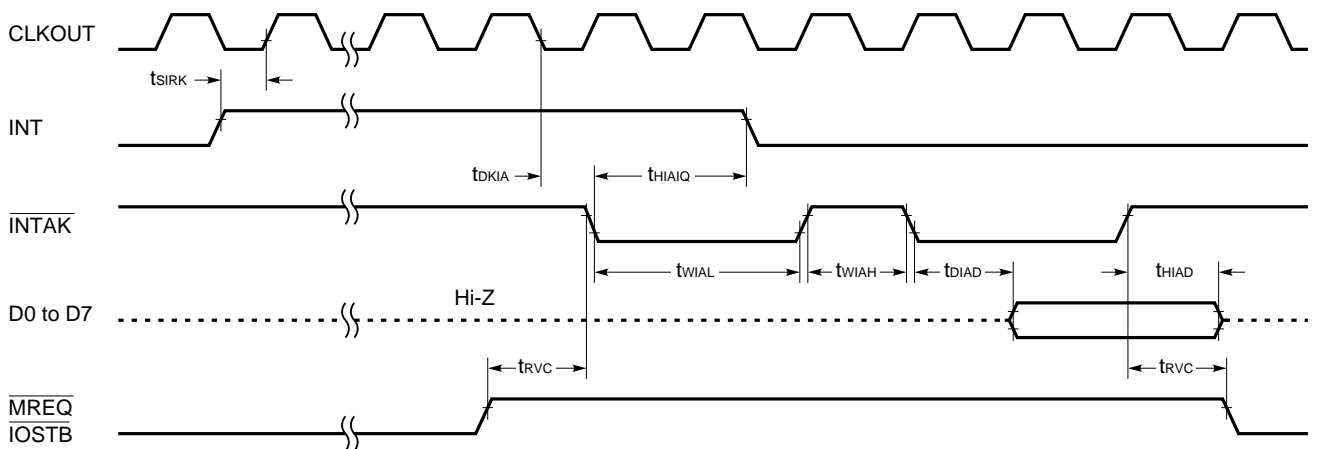 CLKOUT
tSIRK
INT
tDKIA
tHIAIQ
INTAK
tWIAL
tWIAH
tDIAD
tHIAD
Hi-Z
D0 to D7
tRVC
tRVC
MREQ
IOSTB